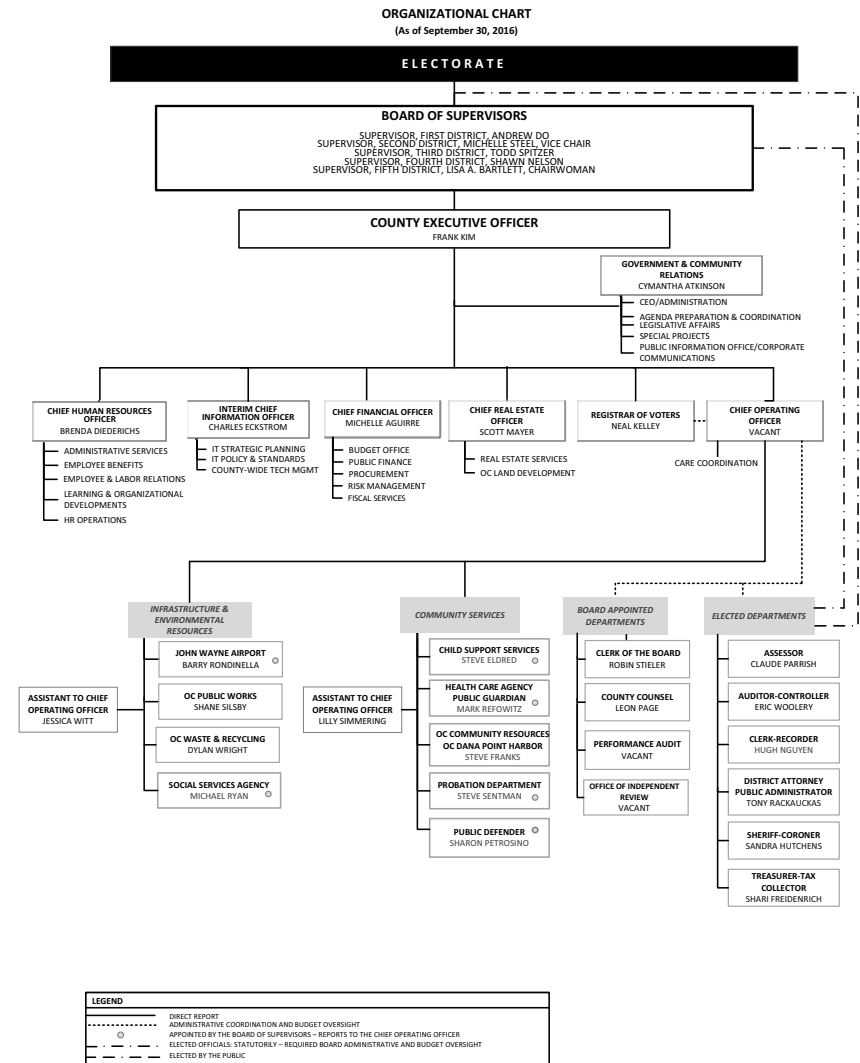 ORGANIZATIONAL CHART
(As of September 30, 2016)
ELECTORATE
BOARD OF SUPERVISORS
SUPERVISOR, FIRST DISTRICT, ANDREW DO
SUPERVISOR, SECOND DISTRICT, MICHELLE STEEL, VICE CHAIR
SUPERVISOR, THIRD DISTRICT, TODD SPITZER
SUPERVISOR, FOURTH DISTRICT, SHAWN NELSON
SUPERVISOR, FIFTH DISTRICT, LISA A. BARTLETT, CHAIRWOMAN
COUNTY EXECUTIVE OFFICER
FRANK KIM
GOVERNMENT & COMMUNITY
RELATIONS
CYMANTHA ATKINSON
CEO/ADMINISTRATION
AGENDA PREPARATION & COORDINATION
LEGISLATIVE AFFAIRS
SPECIAL PROJECTS
PUBLIC INFORMATION OFFICE/CORPORATE
COMMUNICATIONS
CHIEF HUMAN RESOURCES
OFFICER
BRENDA DIEDERICHS
ADMINISTRATIVE SERVICES
EMPLOYEE BENEFITS
EMPLOYEE & LABOR RELATIONS
LEARNING & ORGANIZATIONAL
DEVELOPMENTS
HR OPERATIONS
INTERIM CHIEF
INFORMATION OFFICER
CHARLES ECKSTROM
IT STRATEGIC PLANNING
IT POLICY & STANDARDS
COUNTY-WIDE TECH MGMT
CHIEF FINANCIAL OFFICER
MICHELLE AGUIRRE
BUDGET OFFICE
PUBLIC FINANCE
PROCUREMENT
RISK MANAGEMENT
FISCAL SERVICES
CHIEF REAL ESTATE
OFFICER
SCOTT MAYER
REAL ESTATE SERVICES
OC LAND DEVELOPMENT
REGISTRAR OF VOTERS
NEAL KELLEY
CHIEF OPERATING
OFFICER
VACANT
CARE COORDINATION
INFRASTRUCTURE &
ENVIRONMENTAL
RESOURCES
JOHN WAYNE AIRPORT
BARRY RONDINELLA
OC PUBLIC WORKS
SHANE SILSBY
OC WASTE & RECYCLING
DYLAN WRIGHT
SOCIAL SERVICES AGENCY
MICHAEL RYAN
ASSISTANT TO CHIEF
OPERATING OFFICER
JESSICA WITT
COMMUNITY SERVICES
CHILD SUPPORT SERVICES
STEVE ELDRED
HEALTH CARE AGENCY
PUBLIC GUARDIAN
MARK REFOWITZ
OC COMMUNITY RESOURCES
OC DANA POINT HARBOR
STEVE FRANKS
PROBATION DEPARTMENT
STEVE SENTMAN
PUBLIC DEFENDER
SHARON PETROSINO
ASSISTANT TO CHIEF
OPERATING OFFICER
LILLY SIMMERING
BOARD APPOINTED
DEPARTMENTS
CLERK OF THE BOARD
ROBIN STIELER
COUNTY COUNSEL
LEON PAGE
PERFORMANCE AUDIT
VACANT
OFFICE OF INDEPENDENT
REVIEW
VACANT
ELECTED DEPARTMENTS
ASSESSOR
CLAUDE PARRISH
AUDITOR-CONTROLLER
ERIC WOOLERY
CLERK-RECORDER
HUGH NGUYEN
DISTRICT ATTORNEY
PUBLIC ADMINISTRATOR
TONY RACKAUCKAS
SHERIFF-CORONER
SANDRA HUTCHENS
TREASURER-TAX
COLLECTOR
SHARI FREIDENRICH
LEGEND
DIRECT REPORT
ADMINISTRATIVE COORDINATION AND BUDGET OVERSIGHT
APPOINTED BY THE BOARD OF SUPERVISORS – REPORTS TO THE CHIEF OPERATING OFFICER
ELECTED OFFICIALS: STATUTORILY – REQUIRED BOARD ADMINISTRATIVE AND BUDGET OVERSIGHT
ELECTED BY THE PUBLIC